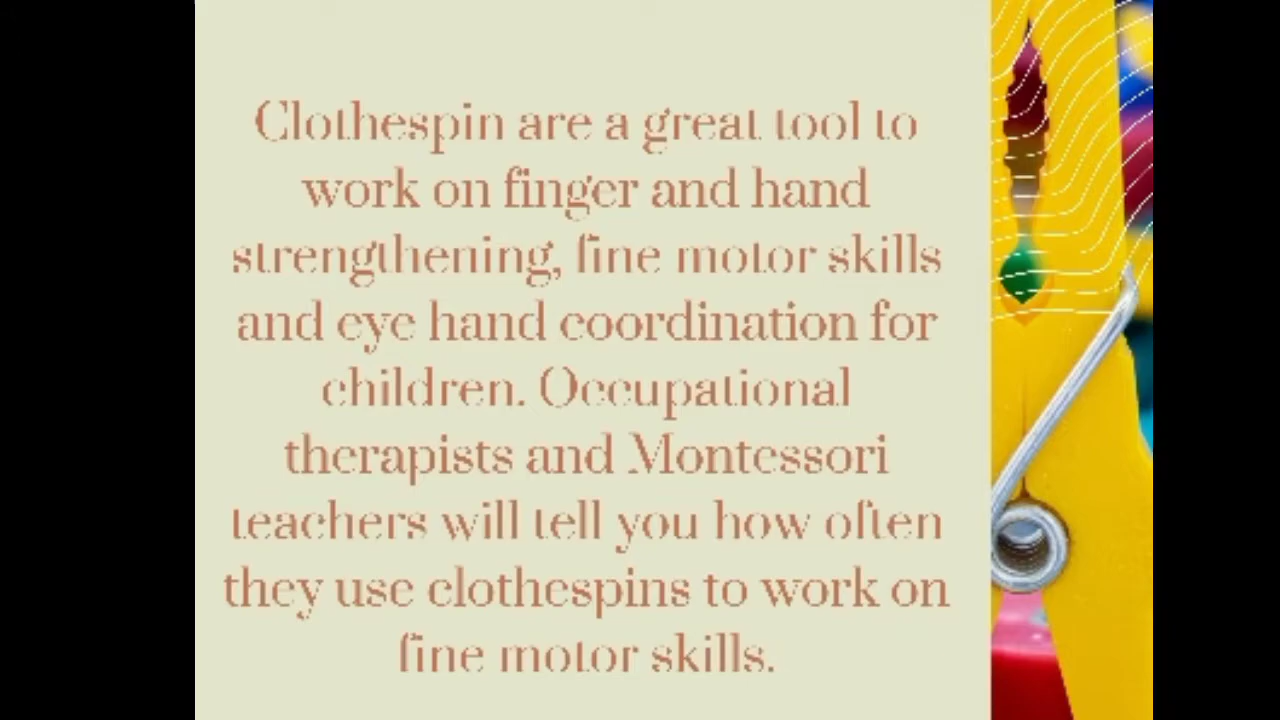 Clothespin are a great tool to
work on finger and hand
strengthening, fine motor skills
and eye hand coordination for
children. Occupational
therapists and Montessori
teachers will tell you how often
they use clothespins to work on
fine motor skills.